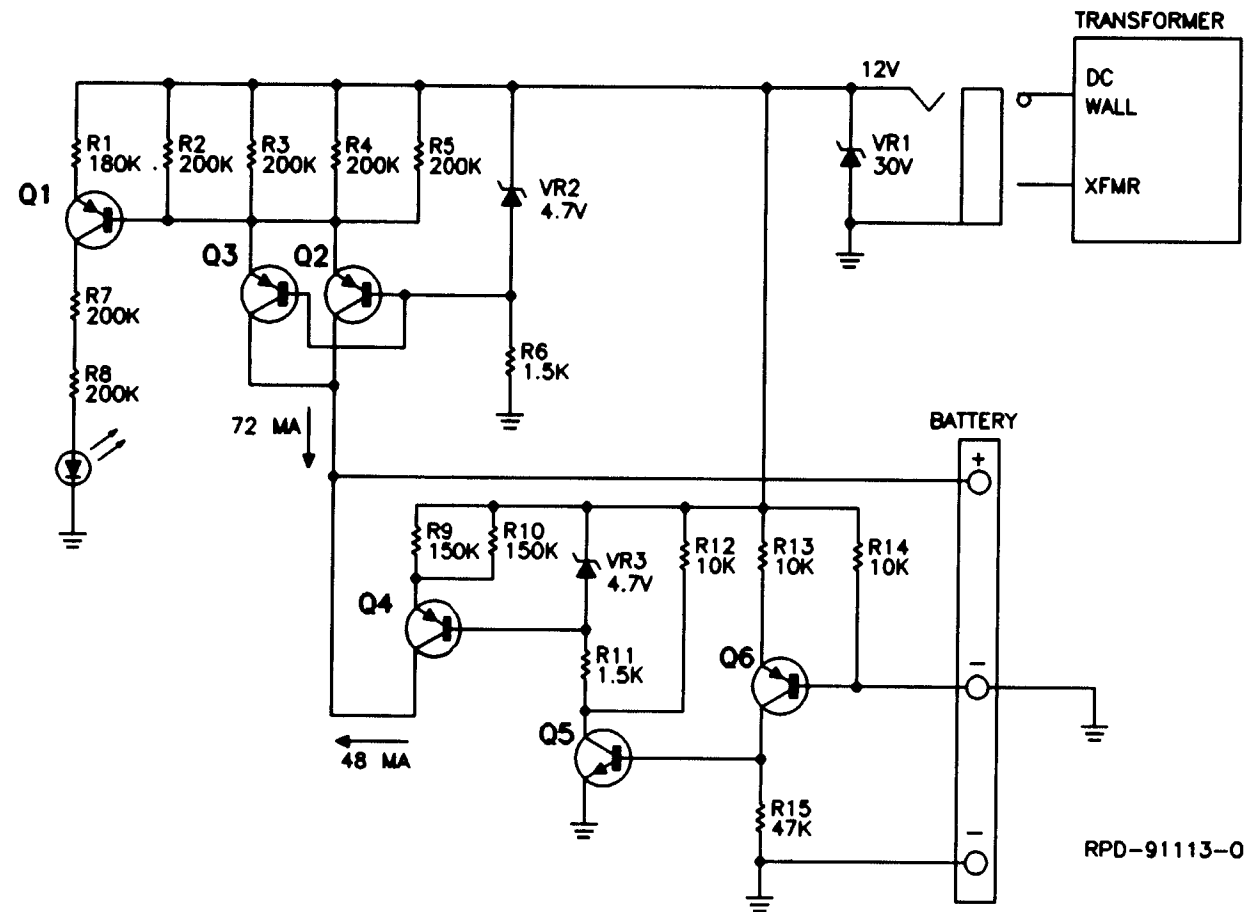 TRANSFORMER
12V
DC
WALL
XFMR
R1
180K
R2
200K
R3
200K
R4
200K
R5
200K
VR1
30V
VR2
4.7V
Q1
Q3
Q2
R7
200K
R6
1.5K
R8
200K
72 MA
BATTERY
+
R9
150K
R10
150K
VR3
4.7V
R12
10K
R13
10K
R14
10K
Q4
R11
1.5K
Q6
−
Q5
48 MA
R15
47K
−
RPD-91113-0